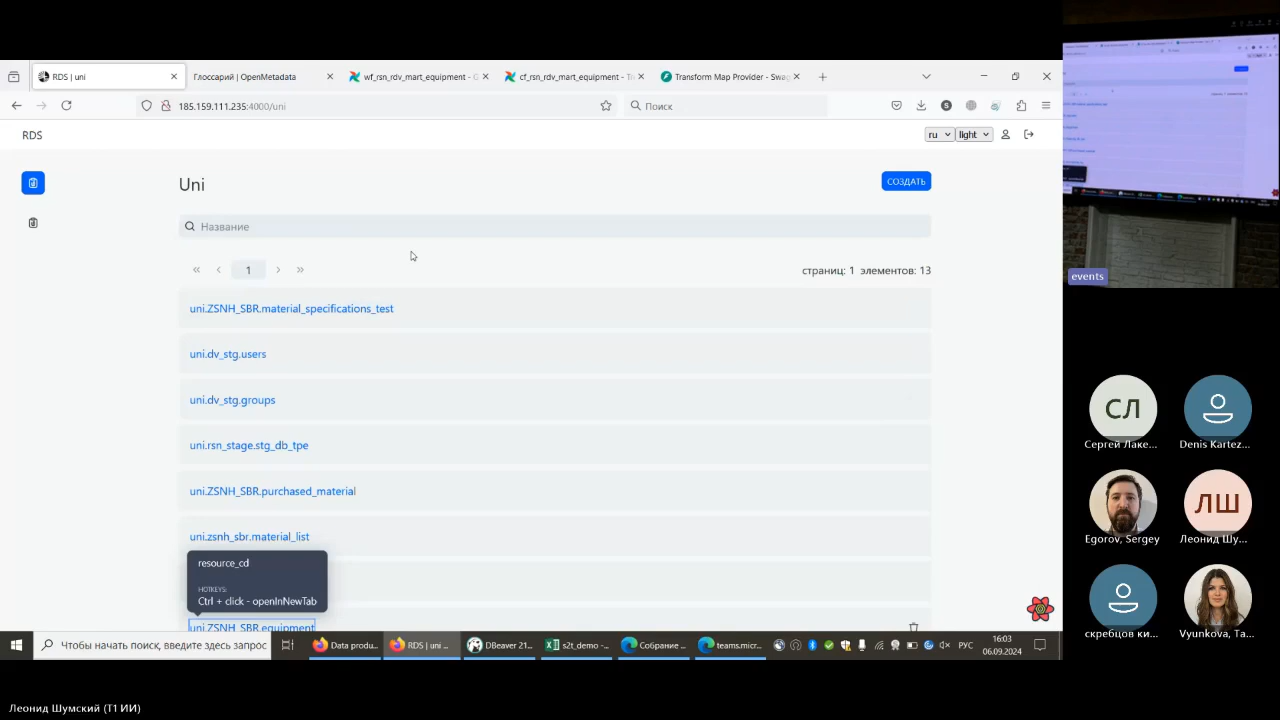 RDS | uni
Глоссарий | OpenMetadata
wf_rsn_rdv_mart_equipment - G
cf_rsn_rdv_mart_equipment - Tr
Transform Map Provider - Swag
185.159.111.235:4000/uni
Поиск
RDS
ru
light
Uni
СОЗДАТЬ
Название
1
страниц: 1 элементов: 13
uni.ZSNH_SBR.material_specifications_test
uni.dv_stg.users
uni.dv_stg.groups
uni.rsn_stage.stg_db_tpe
uni.ZSNH_SBR.purchased_material
uni.zsnh_sbr.material_list
resource_cd
HOTKEYS:
Ctrl + click - openInNewTab
uni.ZSNH_SBR.equipment
events
СЛ
Сергей Лаке...
Denis Kartez...
Egorov, Sergey
ЛШ
Леонид Шу...
скребцов ки...
Vyunkova, Ta...
Чтобы начать поиск, введите здесь запрос
Data produ...
RDS | uni ...
DBeaver 21...
s2t_demo -...
Собрание ...
teams.micr...
РУС
16:03
06.09.2024
Леонид Шумский (Т1 ИИ)